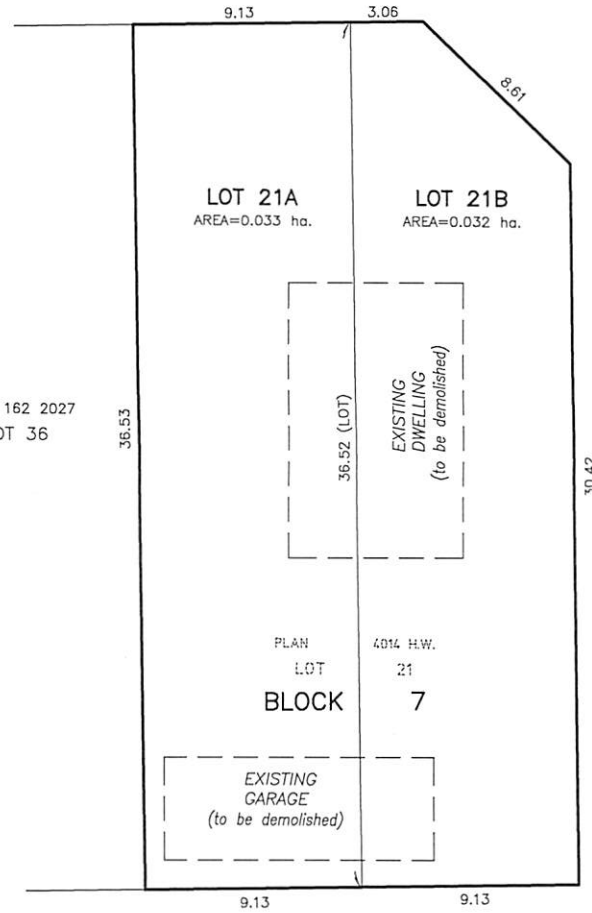 9.13 3.06
8.61
LOT 21A
AREA=0.033 ha.
LOT 21B
AREA=0.032 ha.
162 2027
OT 36
36.53
36.52 (LOT)
EXISTING
DWELLING
(to be demolished)
PLAN 4014 H.W.
LOT 21
BLOCK 7
EXISTING
GARAGE
(to be demolished)
9.13 9.13